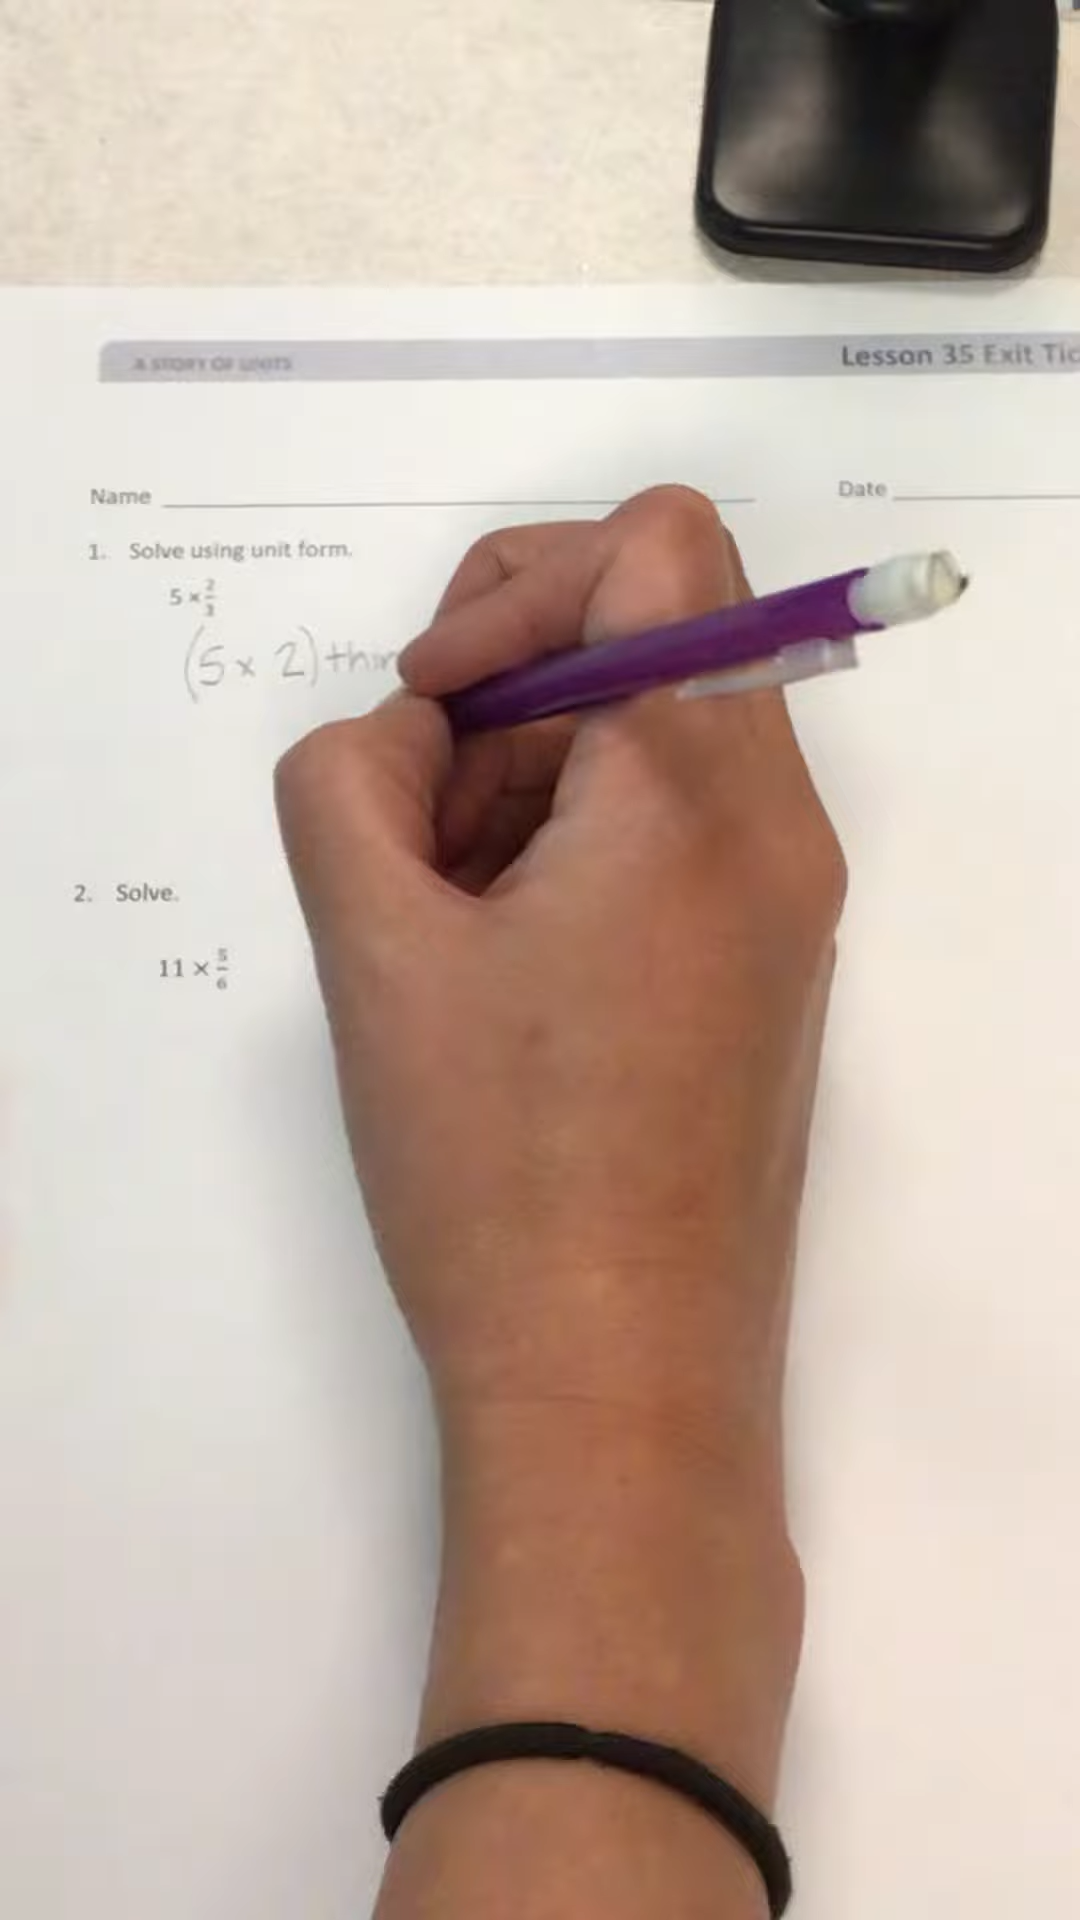 A STORY OF UNITS
Lesson 35 Exit Tic
Name
Date
1. Solve using unit form.
5 × 2/3
(5 × 2) thir
2. Solve.
11 × 5/6